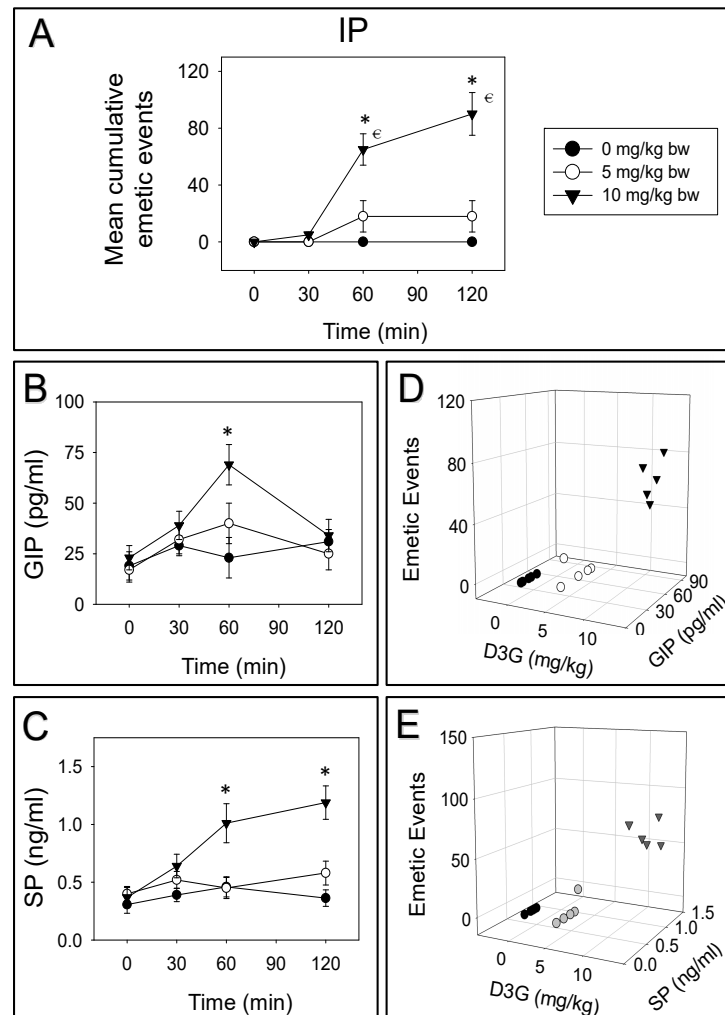 A
IP
Mean cumulative
emetic events
120
80
40
0
*
€
*
€
0 30 60 90 120
Time (min)
0 mg/kg bw
5 mg/kg bw
10 mg/kg bw
B
GIP (pg/ml)
100
75
50
25
0
*
0 30 60 90 120
Time (min)
D
Emetic Events
120
80
40
0
0
5
10
D3G (mg/kg)
0
30
60
90
GIP (pg/ml)
C
SP (ng/ml)
1.5
1.0
0.5
0.0
*
*
0 30 60 90 120
Time (min)
E
Emetic Events
150
100
50
0
0
5
10
D3G (mg/kg)
0.0
0.5
1.0
1.5
SP (ng/ml)